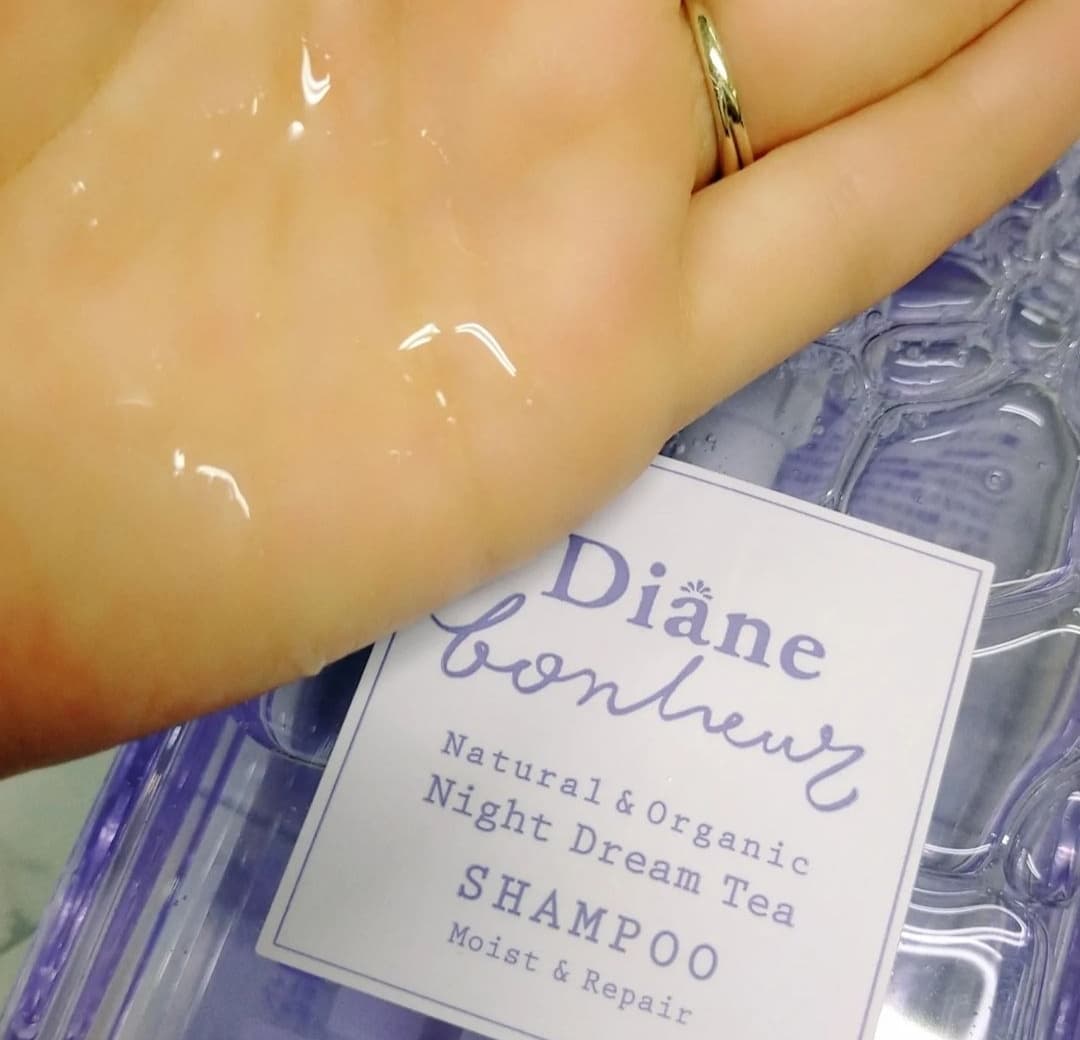 Diane
bonheur
Natural & Organic
Night Dream Tea
SHAMPOO
Moist & Repair